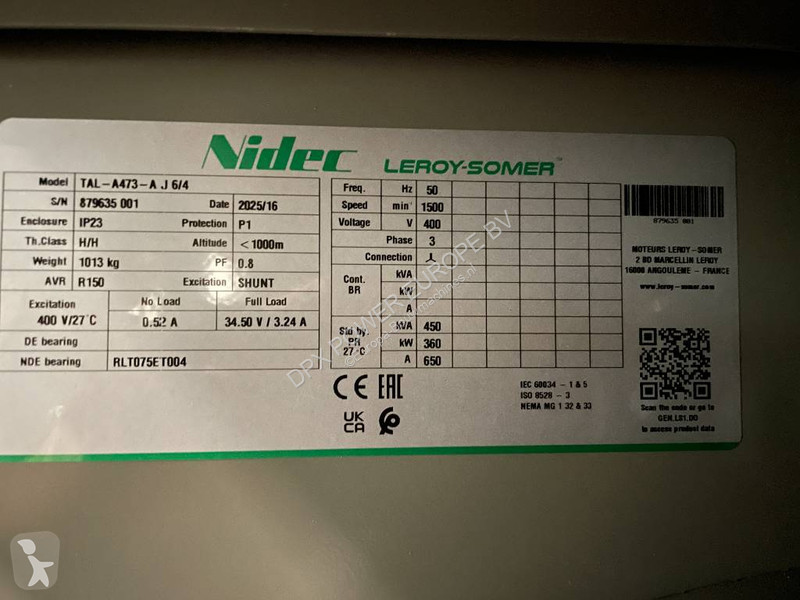 Nidec LEROY-SOMER™
Model TAL-A473-A J 6/4
S/N 879635 001 Date 2025/16
Enclosure IP23 Protection P1
Th.Class H/H Altitude < 1000m
Weight 1013 kg PF 0.8
AVR R150 Excitation SHUNT
Excitation No Load Full Load
400 V/27°C 0.52 A 34.50 V / 3.24 A
DE bearing
NDE bearing RLT075ET004
Freq. Hz 50
Speed min¹ 1500
Voltage V 400
Phase 3
Connection
Cont. BR kVA
kW
A
Std by. PR 27°C kVA 450
kW 360
A 650
CE EAC
UK CA
IEC 60034 - 1 & 5
ISO 8528 - 3
NEMA MG 1 32 & 33
879635 001
MOTEURS LEROY-SOMER
2 BD MARCELLIN LEROY
16000 ANGOULEME - FRANCE
www.leroy-somer.com
Scan the code or go to
GEN.LS1.DO
to access product data
DPX POWER EUROPE BV